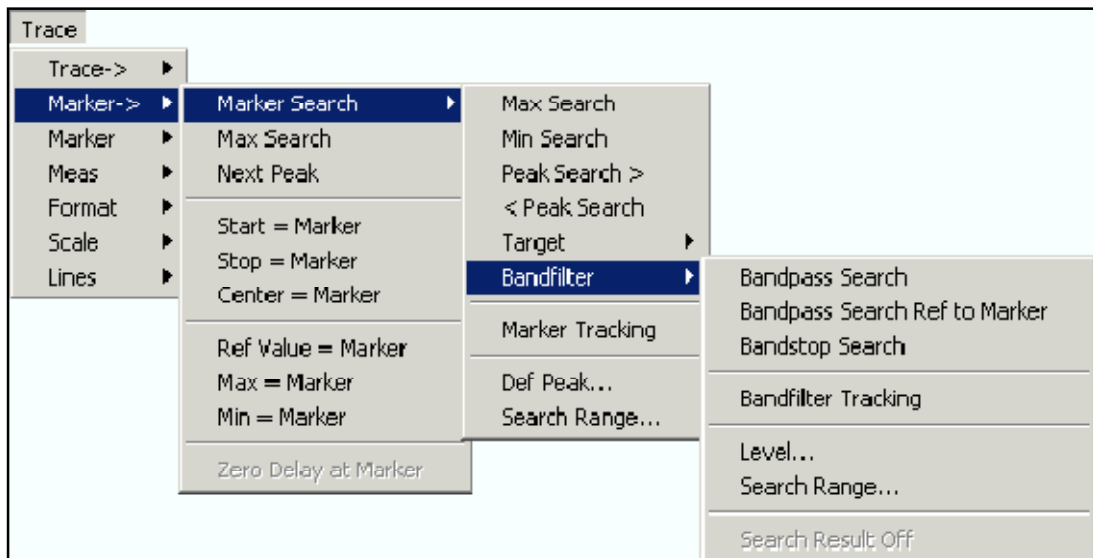 Trace
Trace->
Marker->
Marker
Meas
Format
Scale
Lines
Marker Search
Max Search
Next Peak
Start = Marker
Stop = Marker
Center = Marker
Ref Value = Marker
Max = Marker
Min = Marker
Zero Delay at Marker
Max Search
Min Search
Peak Search >
< Peak Search
Target
Bandfilter
Marker Tracking
Def Peak...
Search Range...
Bandpass Search
Bandpass Search Ref to Marker
Bandstop Search
Bandfilter Tracking
Level...
Search Range...
Search Result Off